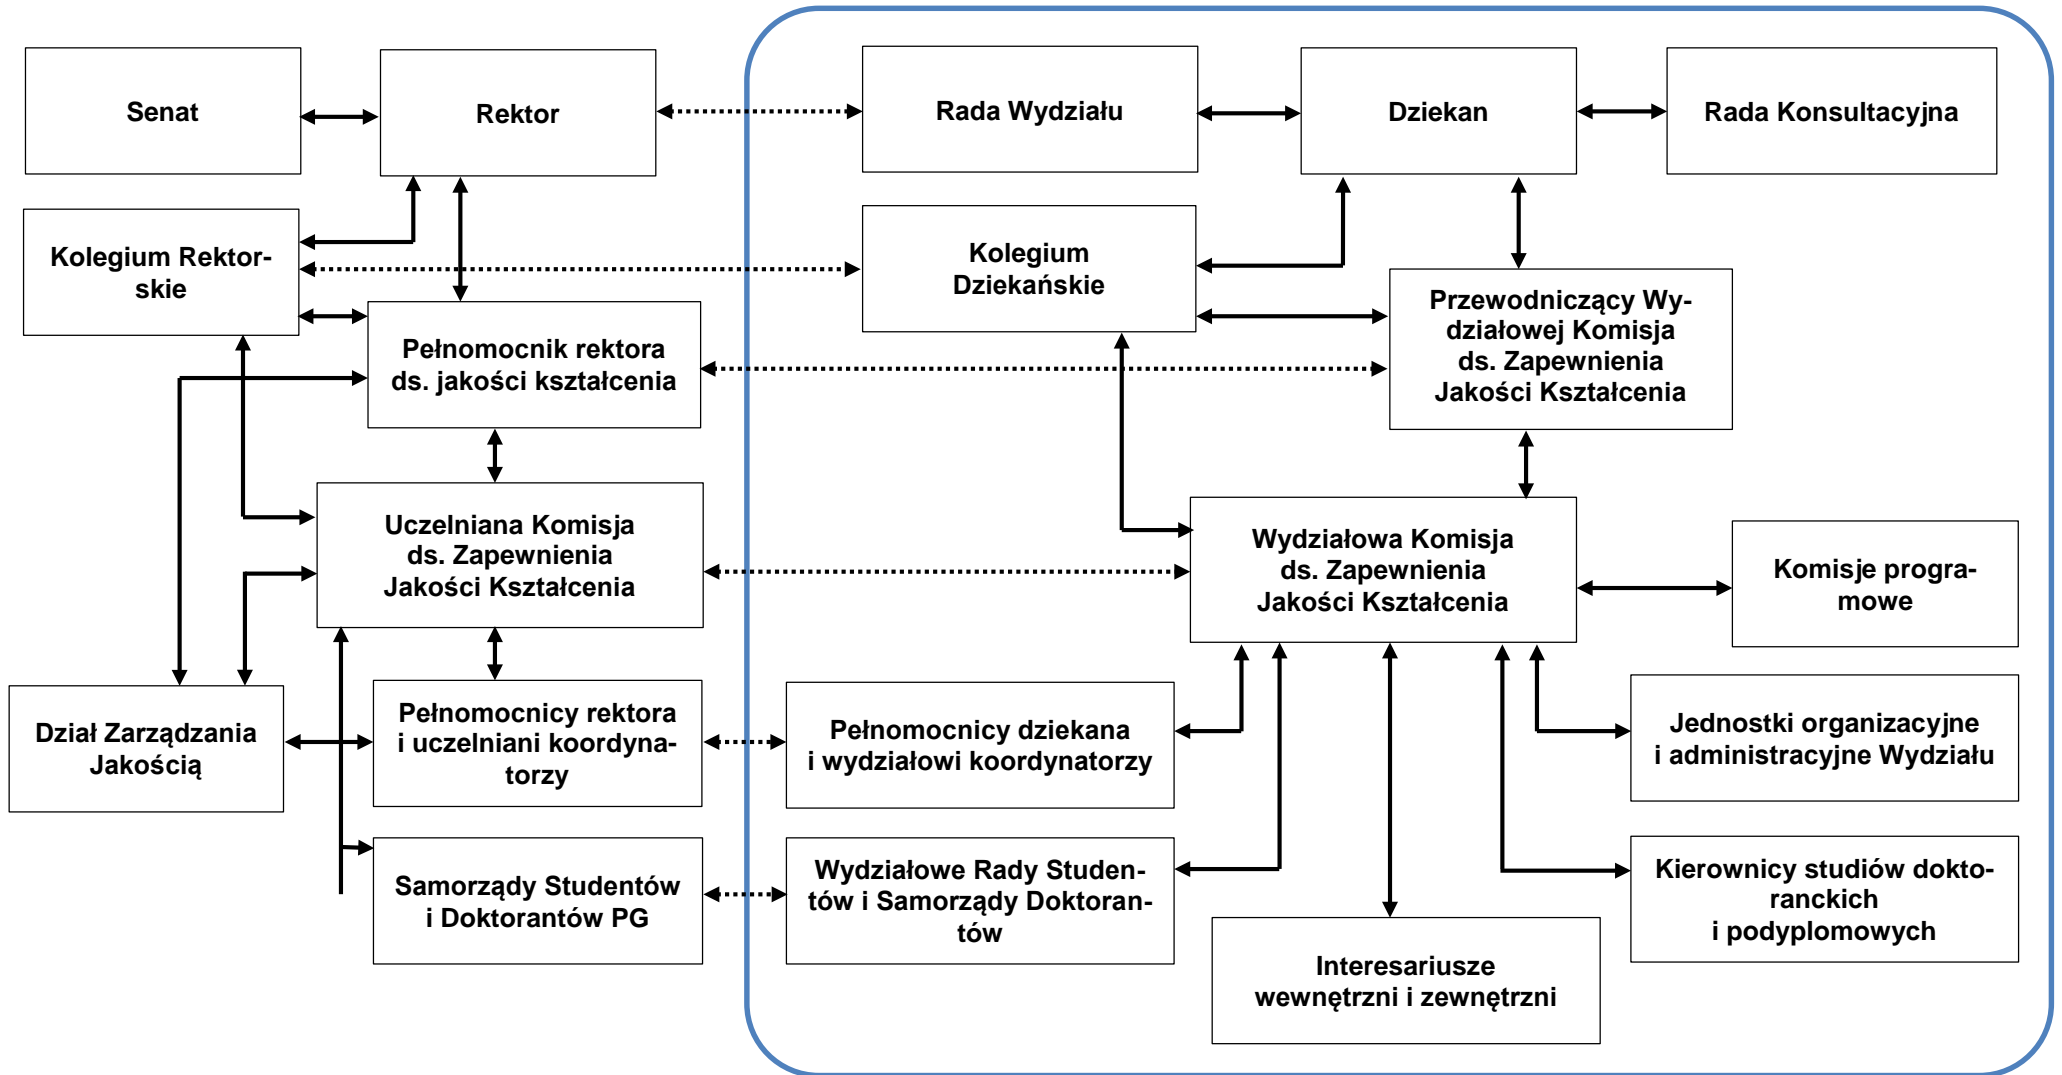 Senat
Rektor
Rada Wydziału
Dziekan
Rada Konsultacyjna
Kolegium Rektor-
skie
Kolegium
Dziekańskie
Przewodniczący Wy-
działowej Komisja
ds. Zapewnienia
Jakości Kształcenia
Pełnomocnik rektora
ds. jakości kształcenia
Uczelniana Komisja
ds. Zapewnienia
Jakości Kształcenia
Wydziałowa Komisja
ds. Zapewnienia
Jakości Kształcenia
Komisje progra-
mowe
Dział Zarządzania
Jakością
Pełnomocnicy rektora
i uczelniani koordyna-
torzy
Pełnomocnicy dziekana
i wydziałowi koordynatorzy
Jednostki organizacyjne
i administracyjne Wydziału
Samorządy Studentów
i Doktorantów PG
Wydziałowe Rady Studen-
tów i Samorządy Doktoran-
tów
Kierownicy studiów dokto-
ranckich
i podyplomowych
Interesariusze
wewnętrzni i zewnętrzni